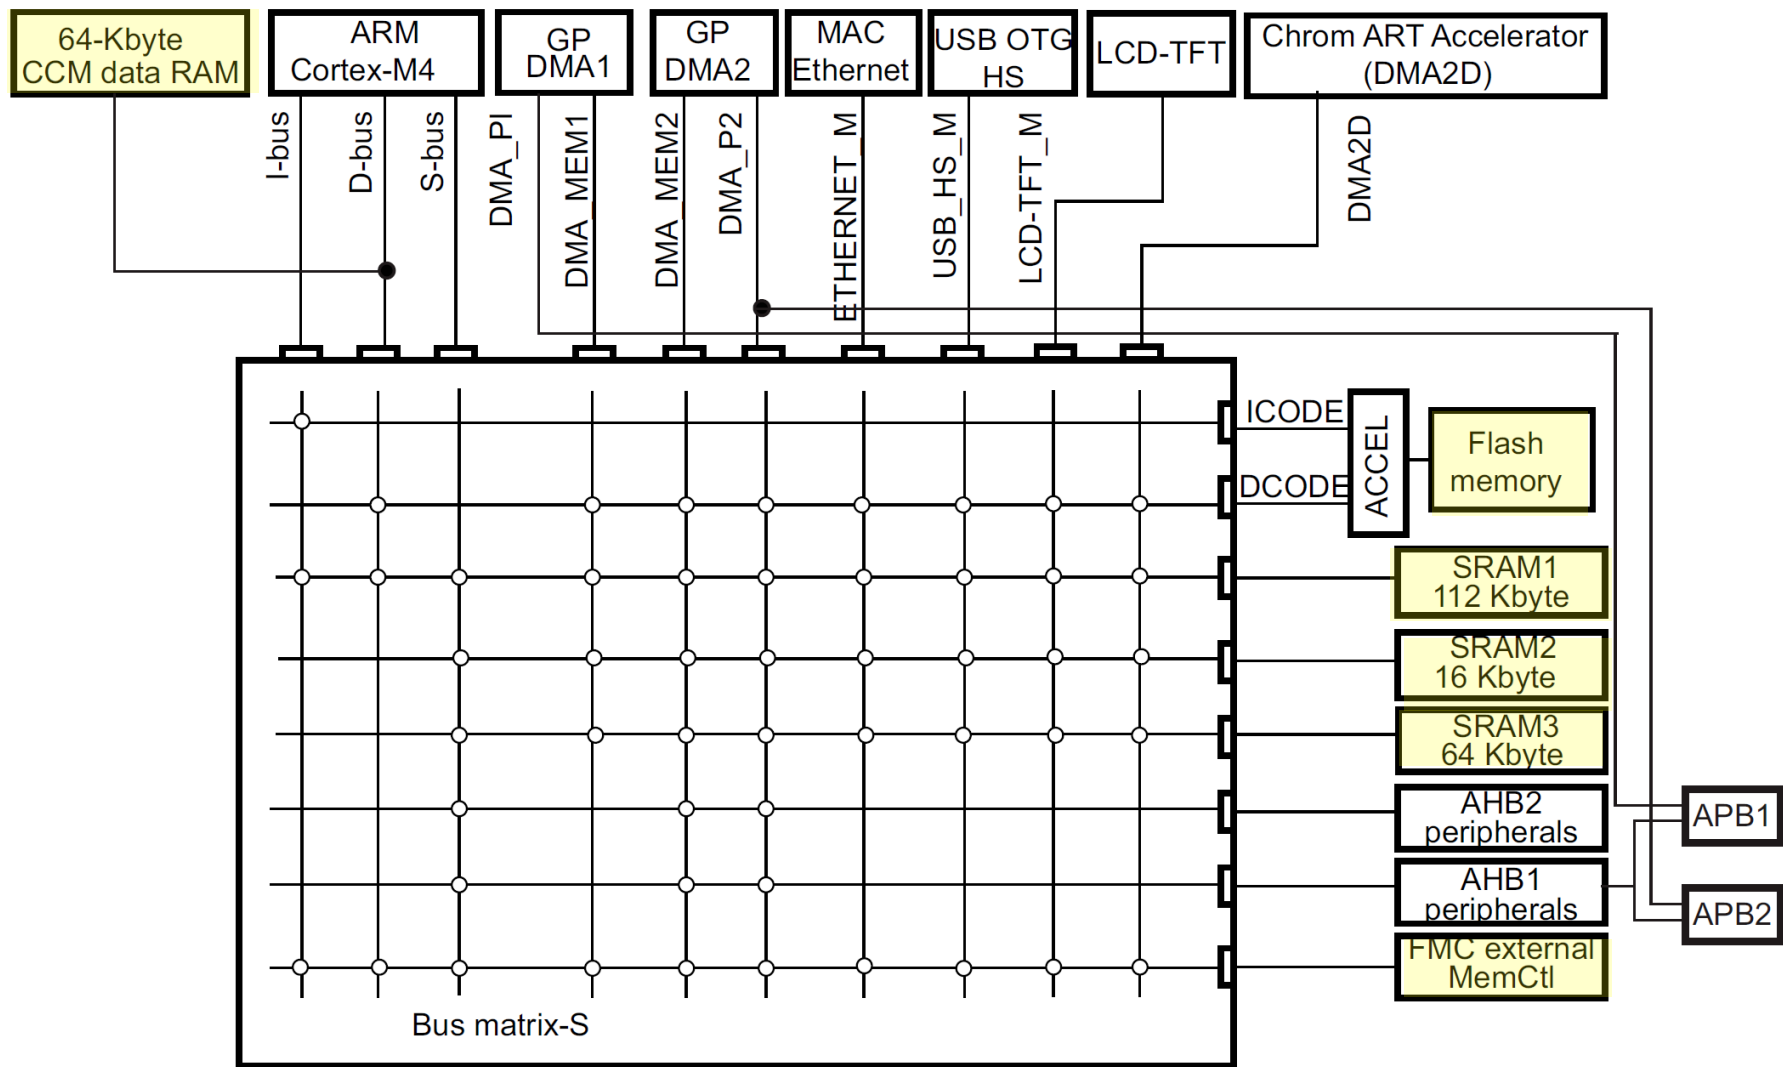 64-Kbyte
CCM data RAM
ARM
Cortex-M4
GP
DMA1
GP
DMA2
MAC
Ethernet
USB OTG
HS
LCD-TFT
Chrom ART Accelerator
(DMA2D)
I-bus
D-bus
S-bus
DMA_PI
DMA_MEM1
DMA_MEM2
DMA_P2
ETHERNET_M
USB_HS_M
LCD-TFT_M
DMA2D
ICODE
DCODE
ACCEL
Flash
memory
SRAM1
112 Kbyte
SRAM2
16 Kbyte
SRAM3
64 Kbyte
AHB2
peripherals
AHB1
peripherals
FMC external
MemCtl
APB1
APB2
Bus matrix-S